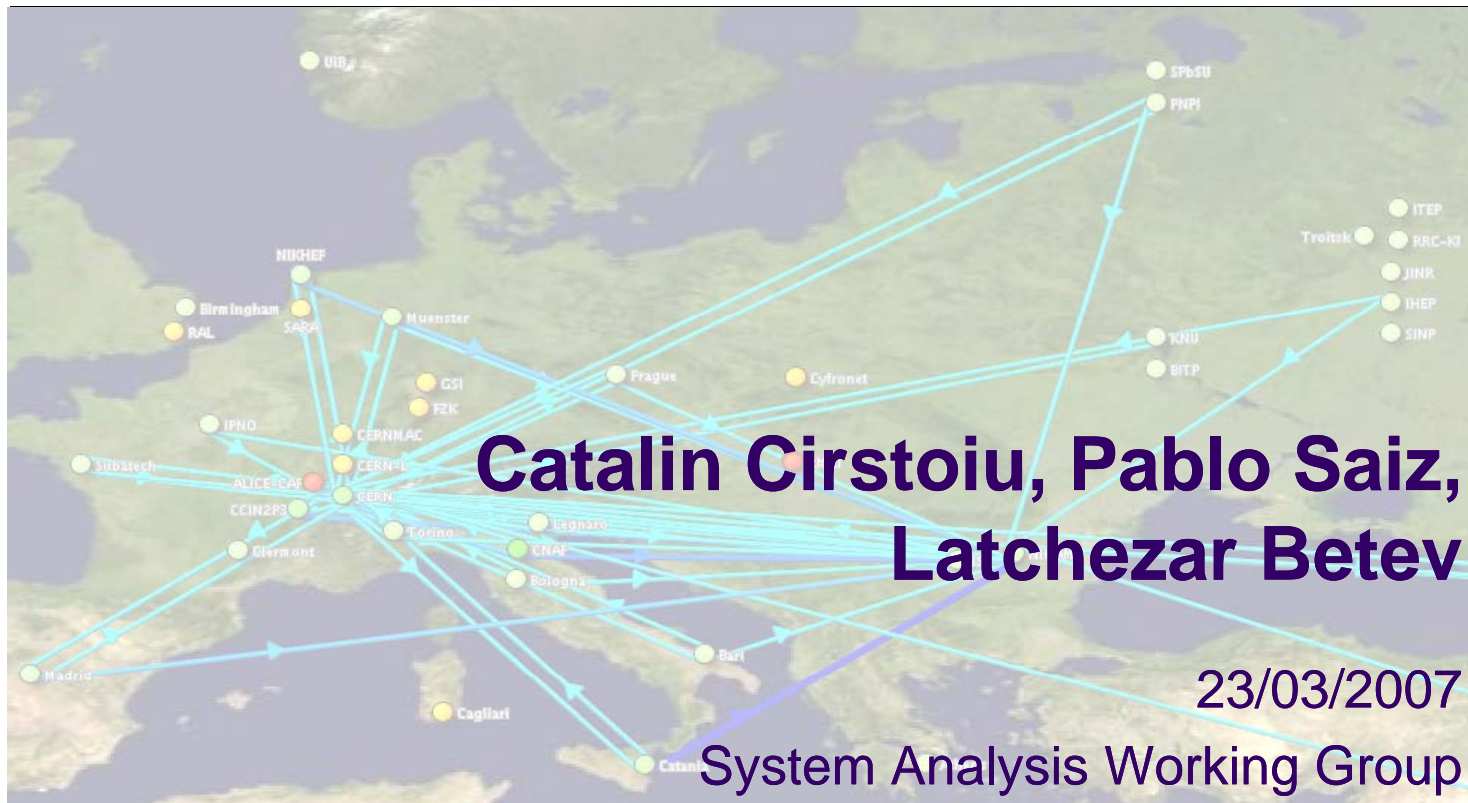 UiB
SPbSU
PNPI
ITEP
Troitsk
RRC-KI
JINR
NIKHEF
IHEP
Birmingham
SARA
Muenster
RAL
SINP
KNU
BITP
Prague
Cyfronet
GSI
FZK
IPNO
CERNMAC
Catalin Cirstoiu, Pablo Saiz,
Subatech
CERN-L
ALICE-CAF
CERN
CCIN2P3
Torino
Legnaro
Clermont
CNAF
Latchezar Betev
Bologna
Bari
Madrid
23/03/2007
Cagliari
Catania
System Analysis Working Group